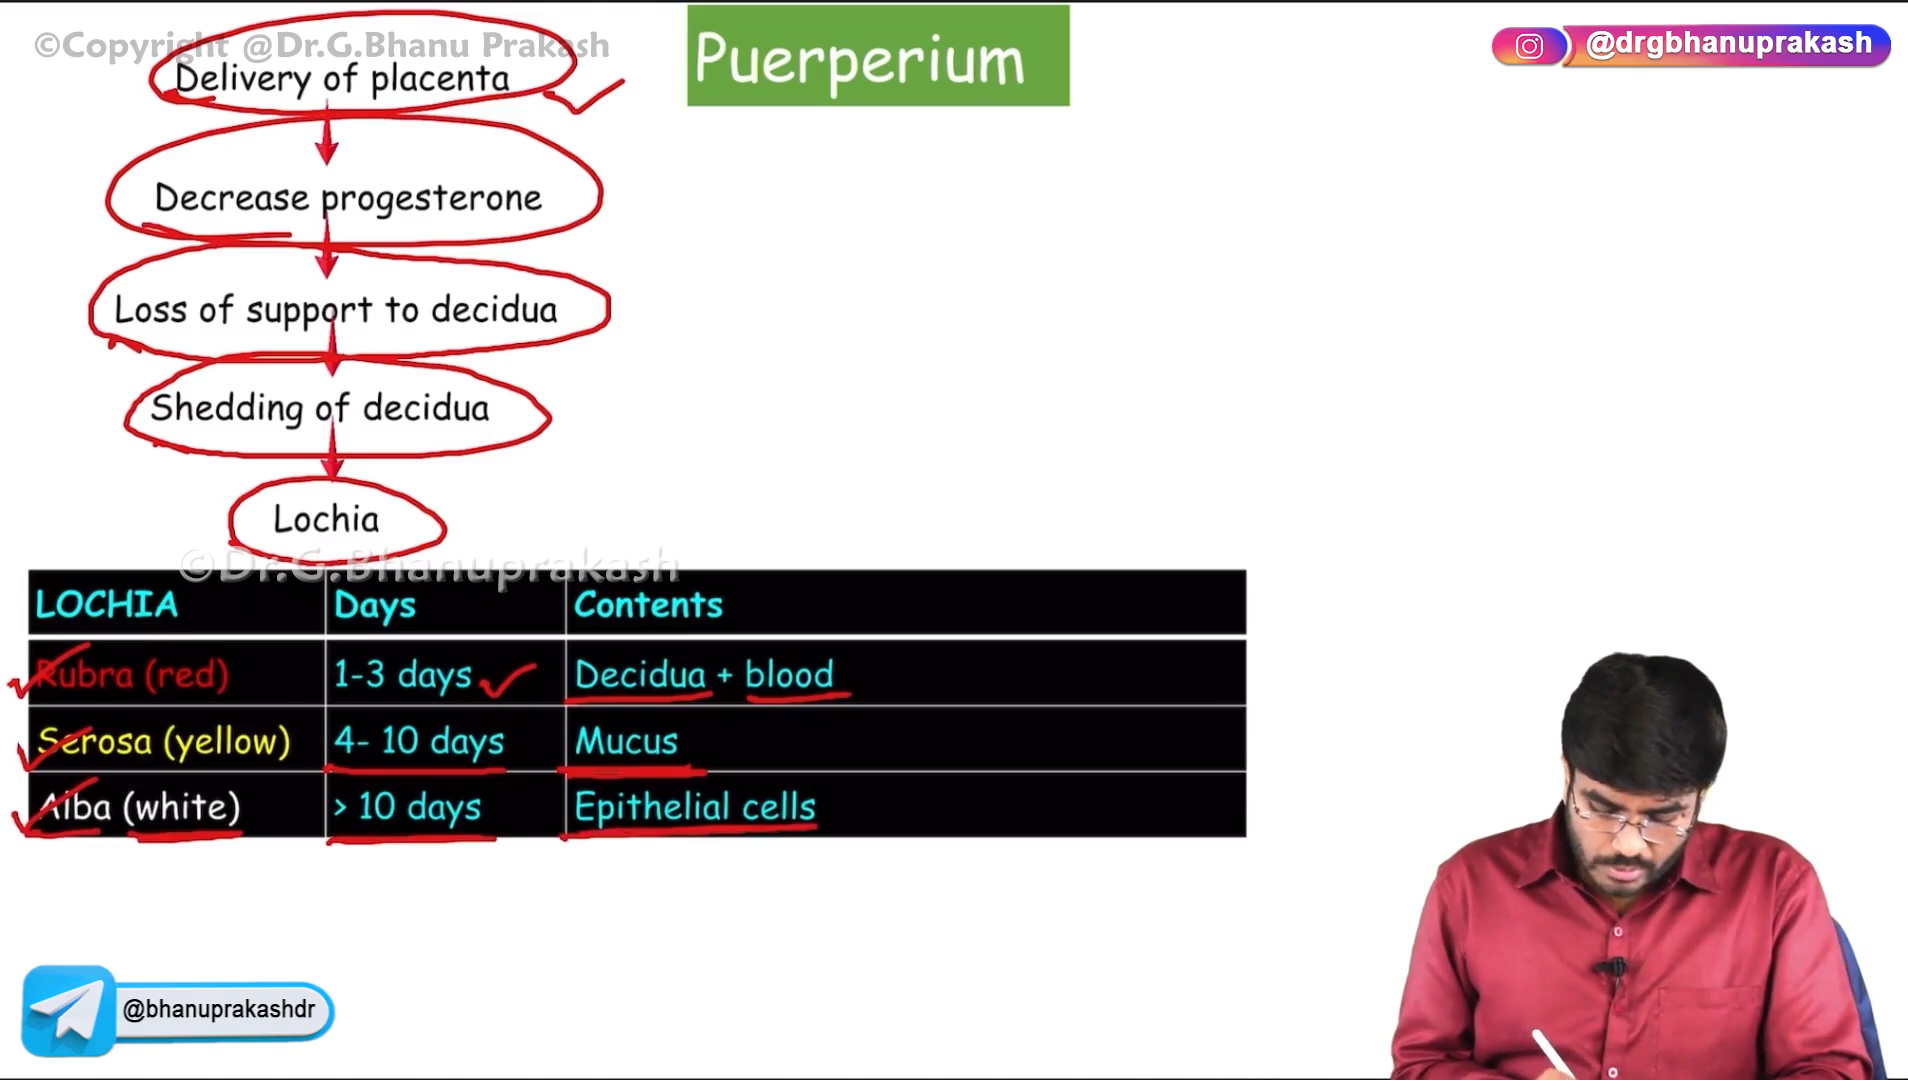 ©Copyright @Dr.G.Bhanu Prakash
Puerperium
@drgbhanuprakash
Delivery of placenta
Decrease progesterone
Loss of support to decidua
Shedding of decidua
Lochia
©Dr.G.Bhanuprakash
LOCHIA Days Contents
Rubra (red) 1-3 days Decidua + blood
Serosa (yellow) 4- 10 days Mucus
Alba (white) > 10 days Epithelial cells
@bhanuprakashdr